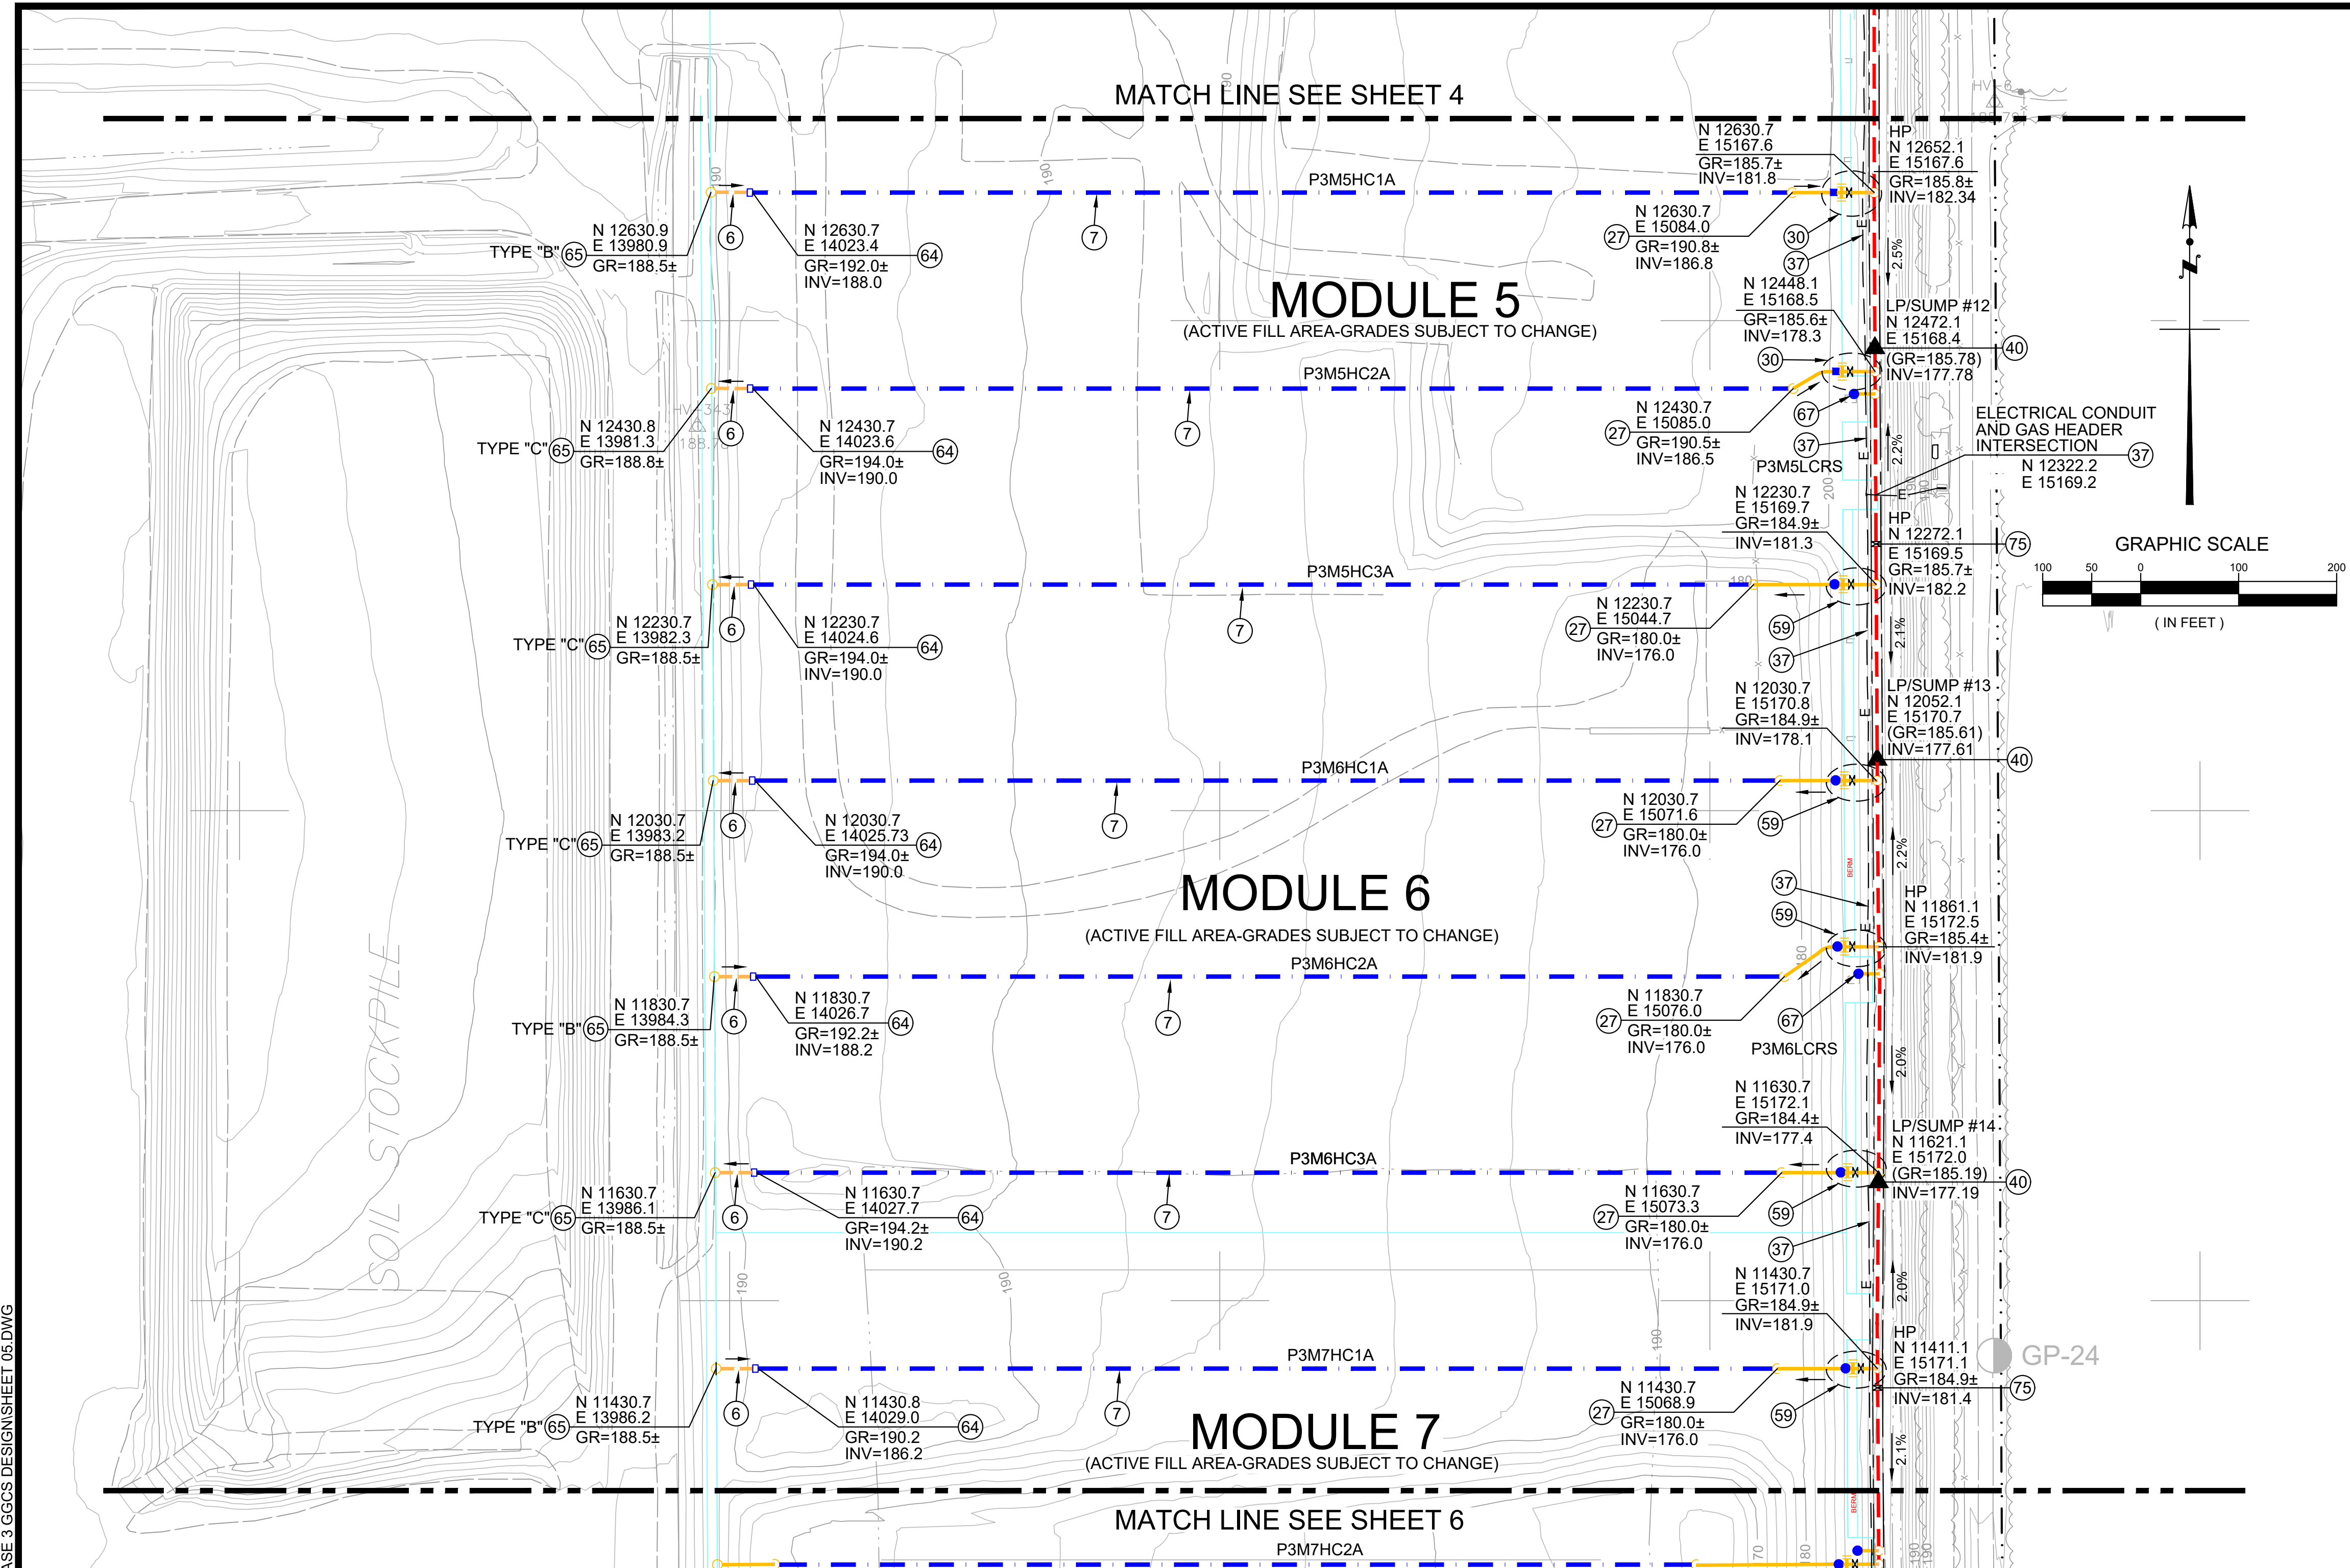 MATCH LINE SEE SHEET 4
190
HV-6
N 12630.7
E 15167.6
GR=185.7±
INV=181.8
HP
N 12652.1
E 15167.6
GR=185.8±
INV=182.34
190
190
P3M5HC1A
N 12630.9
E 13980.9
GR=188.5±
TYPE "B" 65
6
N 12630.7
E 14023.4
GR=192.0±
INV=188.0
64
7
N 12630.7
E 15084.0
GR=190.8±
INV=186.8
27
30
37
E
2.5%
MODULE 5
(ACTIVE FILL AREA-GRADES SUBJECT TO CHANGE)
N 12448.1
E 15168.5
GR=185.6±
INV=178.3
LP/SUMP #12
N 12472.1
E 15168.4
(GR=185.78)
INV=177.78
40
30
P3M5HC2A
HV-343
N 12430.8
E 13981.3
GR=188.8±
TYPE "C" 65
6
N 12430.7
E 14023.6
GR=194.0±
INV=190.0
64
7
N 12430.7
E 15085.0
GR=190.5±
INV=186.5
27
67
37
P3M5LCRS
E
2.2%
200
190
190
ELECTRICAL CONDUIT
AND GAS HEADER
INTERSECTION
N 12322.2
E 15169.2
37
E
N 12230.7
E 15169.7
GR=184.9±
INV=181.3
HP
N 12272.1
E 15169.5
GR=185.7±
INV=182.2
75
GRAPHIC SCALE
100 50 0 100 200
( IN FEET )
P3M5HC3A
180
N 12230.7
E 13982.3
GR=188.5±
TYPE "C" 65
6
N 12230.7
E 14024.6
GR=194.0±
INV=190.0
64
7
N 12230.7
E 15044.7
GR=180.0±
INV=176.0
27
59
37
2.1%
N 12030.7
E 15170.8
GR=184.9±
INV=178.1
E
LP/SUMP #13
N 12052.1
E 15170.7
(GR=185.61)
INV=177.61
40
P3M6HC1A
N 12030.7
E 13983.2
GR=188.5±
TYPE "C" 65
6
N 12030.7
E 14025.73
GR=194.0±
INV=190.0
64
7
N 12030.7
E 15071.6
GR=180.0±
INV=176.0
27
59
BERM
2.2%
MODULE 6
(ACTIVE FILL AREA-GRADES SUBJECT TO CHANGE)
37
59
E
180
HP
N 11861.1
E 15172.5
GR=185.4±
INV=181.9
P3M6HC2A
SOIL STOCKPILE
N 11830.7
E 13984.3
GR=188.5±
TYPE "B" 65
6
N 11830.7
E 14026.7
GR=192.2±
INV=188.2
64
7
N 11830.7
E 15076.0
GR=180.0±
INV=176.0
27
67
P3M6LCRS
2.0%
N 11630.7
E 15172.1
GR=184.4±
INV=177.4
LP/SUMP #14
N 11621.1
E 15172.0
(GR=185.19)
INV=177.19
40
P3M6HC3A
N 11630.7
E 13986.1
GR=188.5±
TYPE "C" 65
6
N 11630.7
E 14027.7
GR=194.2±
INV=190.2
64
7
N 11630.7
E 15073.3
GR=180.0±
INV=176.0
27
59
37
190
190
190
E
2.0%
N 11430.7
E 15171.0
GR=184.9±
INV=181.9
HP
N 11411.1
E 15171.1
GR=184.9±
INV=181.4
75
GP-24
P3M7HC1A
N 11430.7
E 13986.2
GR=188.5±
TYPE "B" 65
6
N 11430.8
E 14029.0
GR=190.2
INV=186.2
64
7
N 11430.7
E 15068.9
GR=180.0±
INV=176.0
27
59
2.1%
MODULE 7
(ACTIVE FILL AREA-GRADES SUBJECT TO CHANGE)
MATCH LINE SEE SHEET 6
BERM
P3M7HC2A
70
180
190
190
ASE 3 GGCS DESIGN\SHEET 05.DWG